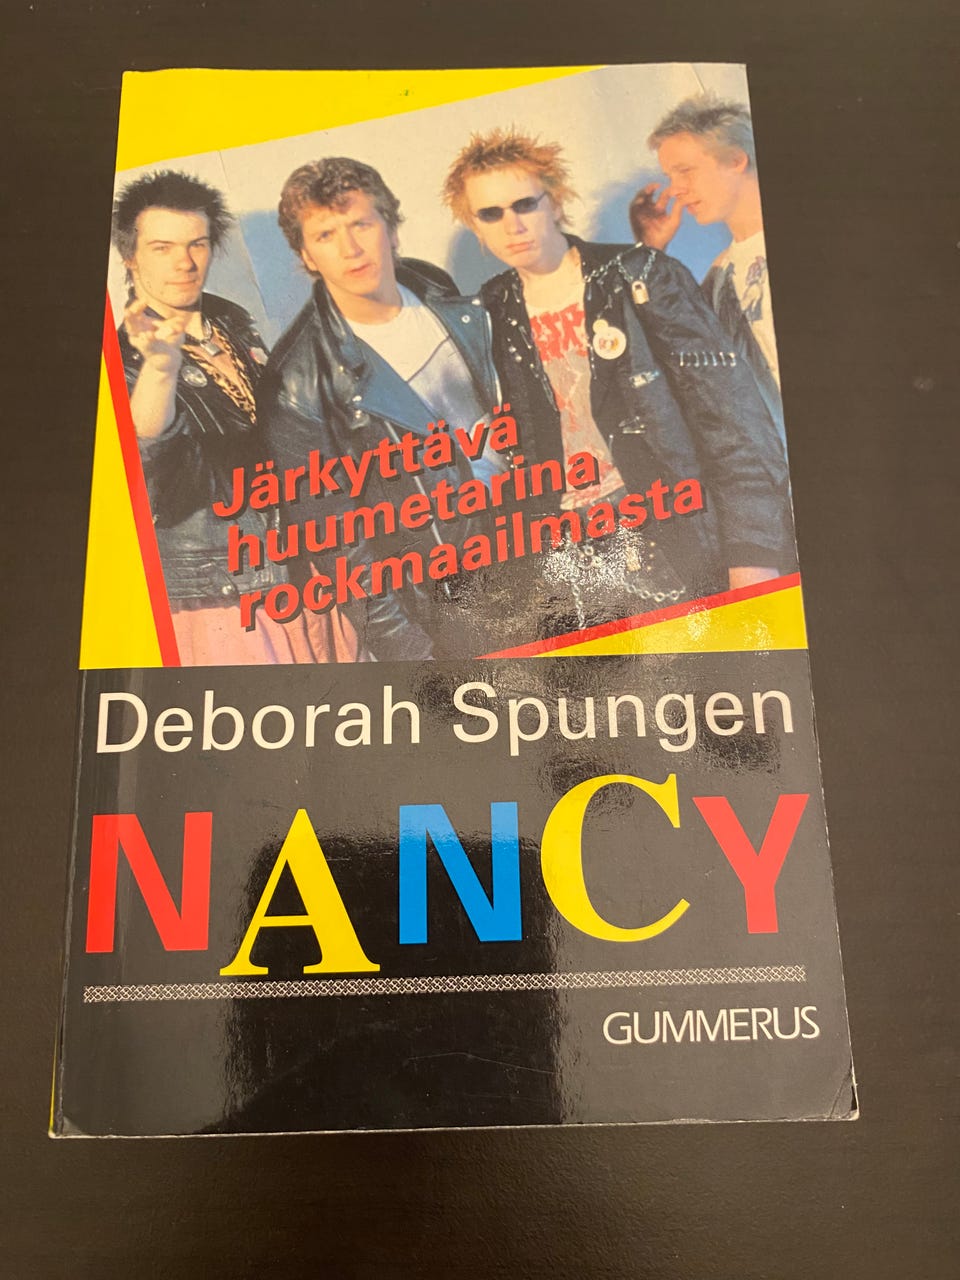 Järkyttävä
huumetarina
rockmaailmasta
Deborah Spungen
NANCY
GUMMERUS